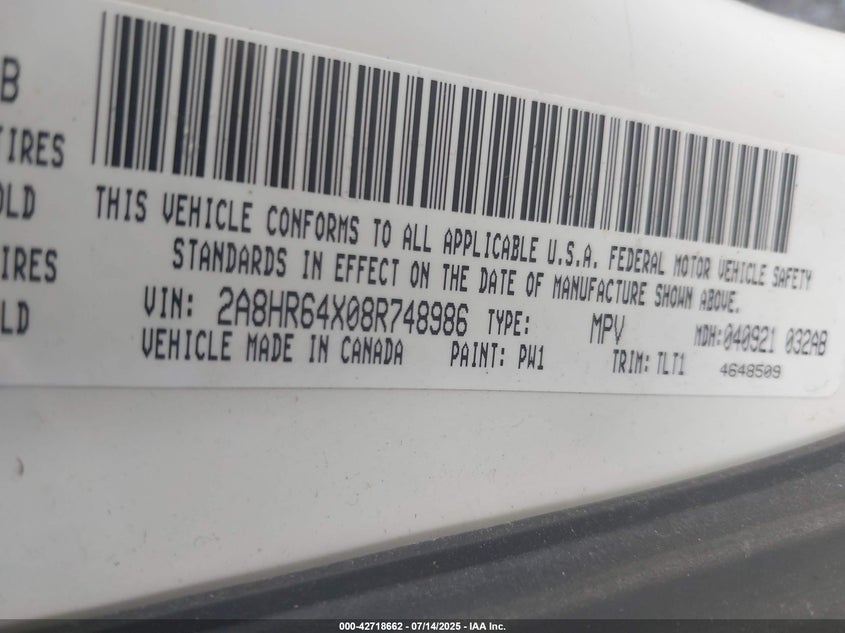 B
TIRES
OLD
IRES
LD
THIS VEHICLE CONFORMS TO ALL APPLICABLE U.S.A. FEDERAL MOTOR VEHICLE SAFETY
STANDARDS IN EFFECT ON THE DATE OF MANUFACTURE SHOWN ABOVE.
VIN: 2A8HR64X08R748986 TYPE: MPV MDH: 040921 032AB
VEHICLE MADE IN CANADA PAINT: PW1 TRIM: TLT1 4648509
000-42718662 - 07/14/2025 - IAA Inc.